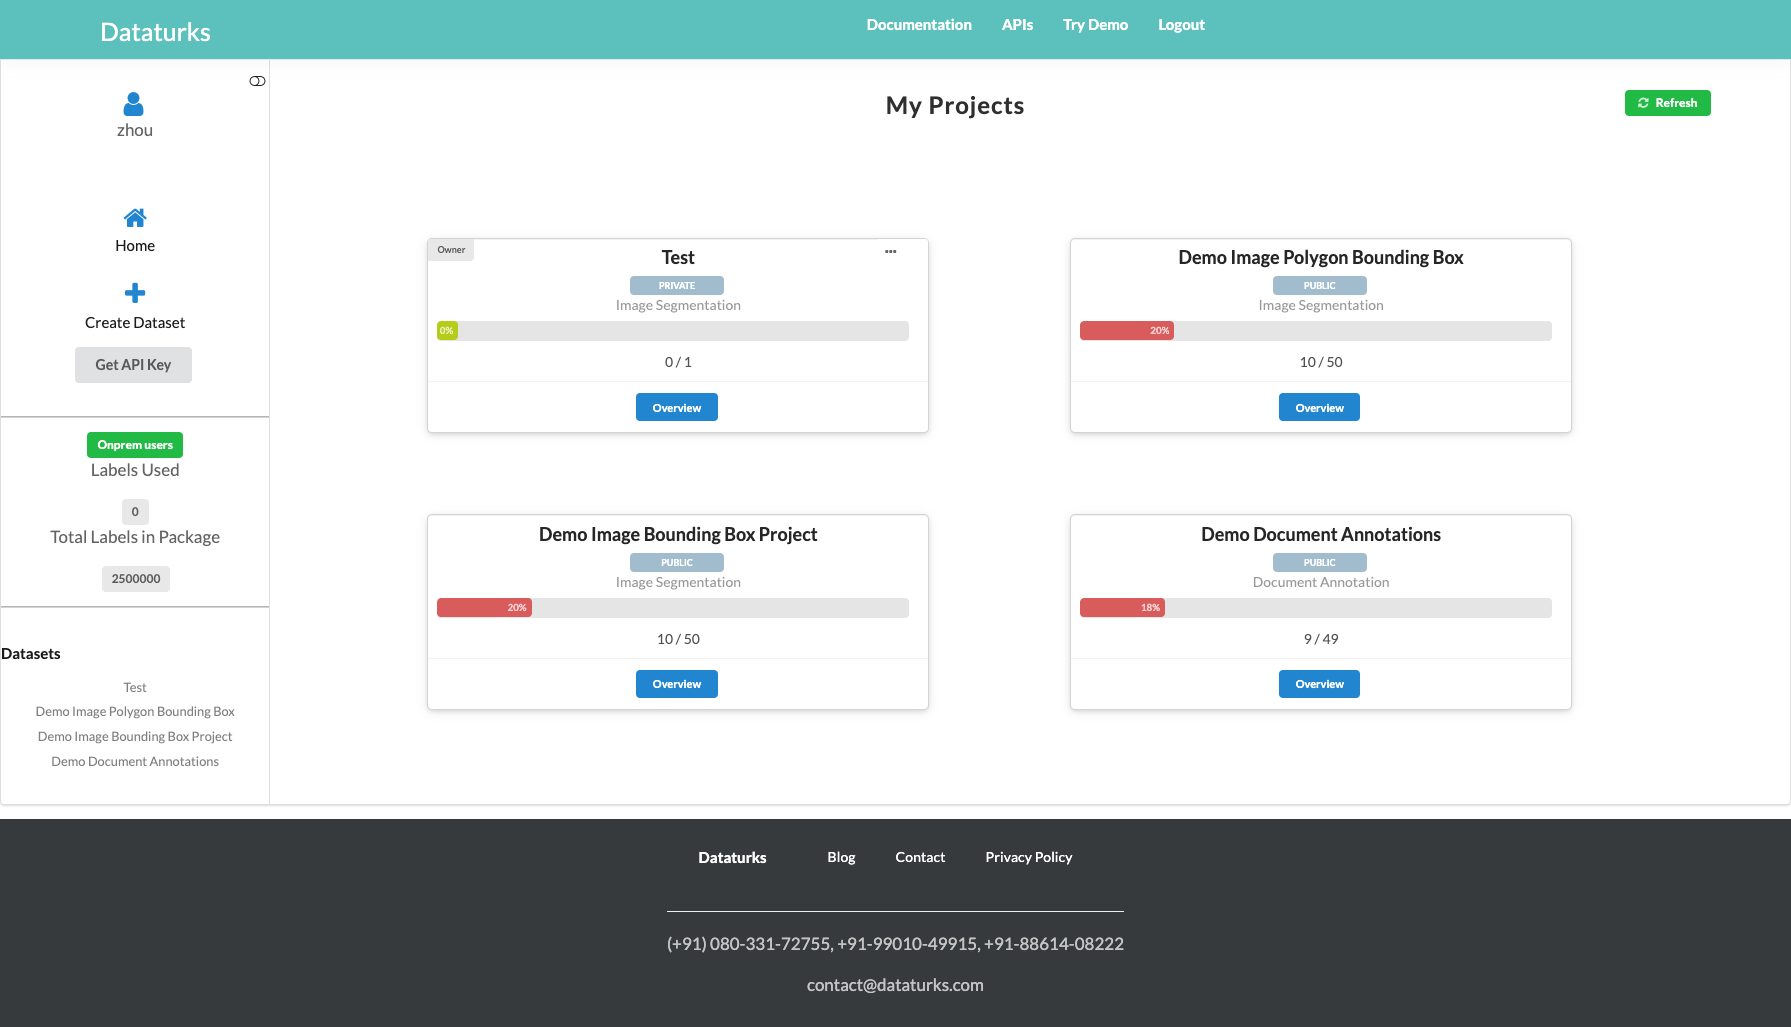 Dataturks
Documentation
APIs
Try Demo
Logout
zhou
Home
Create Dataset
Get API Key
Onprem users
Labels Used
0
Total Labels in Package
2500000
Datasets
Test
Demo Image Polygon Bounding Box
Demo Image Bounding Box Project
Demo Document Annotations
My Projects
Refresh
Owner
Test
PRIVATE
Image Segmentation
0%
0 / 1
Overview
Demo Image Polygon Bounding Box
PUBLIC
Image Segmentation
20%
10 / 50
Overview
Demo Image Bounding Box Project
PUBLIC
Image Segmentation
20%
10 / 50
Overview
Demo Document Annotations
PUBLIC
Document Annotation
18%
9 / 49
Overview
Dataturks
Blog
Contact
Privacy Policy
(+91) 080-331-72755, +91-99010-49915, +91-88614-08222
contact@dataturks.com